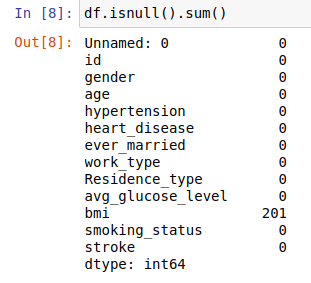 In [8]: df.isnull().sum()
Out[8]: Unnamed: 0 0
id 0
gender 0
age 0
hypertension 0
heart_disease 0
ever_married 0
work_type 0
Residence_type 0
avg_glucose_level 0
bmi 201
smoking_status 0
stroke 0
dtype: int64